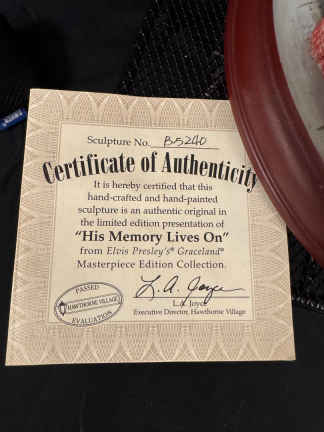 Sculpture No. B5240
Certificate of Authenticity
It is hereby certified that this
hand-crafted and hand-painted
sculpture is an authentic original in
the limited edition presentation of
“His Memory Lives On”
from Elvis Presley's® Graceland®
Masterpiece Edition Collection.
PASSED
HAWTHORNE VILLAGE
EVALUATION
L. A. Joyce
L.A. Joyce
Executive Director, Hawthorne Village